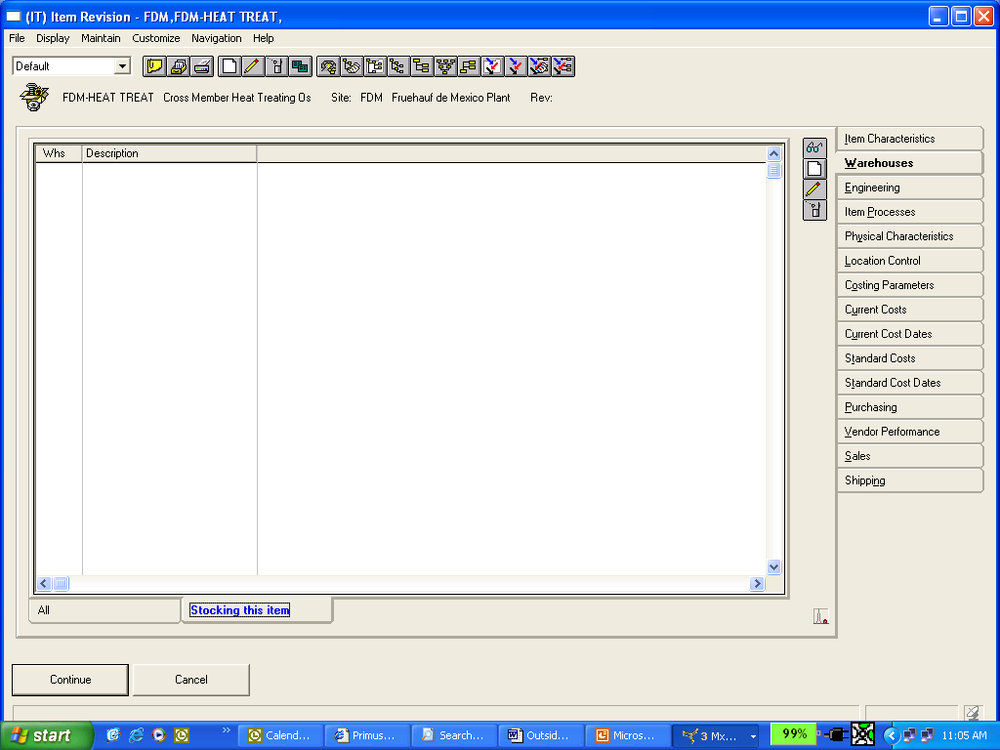 (IT) Item Revision - FDM,FDM-HEAT TREAT,
File Display Maintain Customize Navigation Help
Default
FDM-HEAT TREAT Cross Member Heat Treating Os Site: FDM Fruehauf de Mexico Plant Rev:
Whs Description
Item Characteristics
Warehouses
Engineering
Item Processes
Physical Characteristics
Location Control
Costing Parameters
Current Costs
Current Cost Dates
Standard Costs
Standard Cost Dates
Purchasing
Vendor Performance
Sales
Shipping
All Stocking this item
Continue Cancel
start Calend... Primus... Search... Outsid... Micros... 3 Mx... 99% 11:05 AM